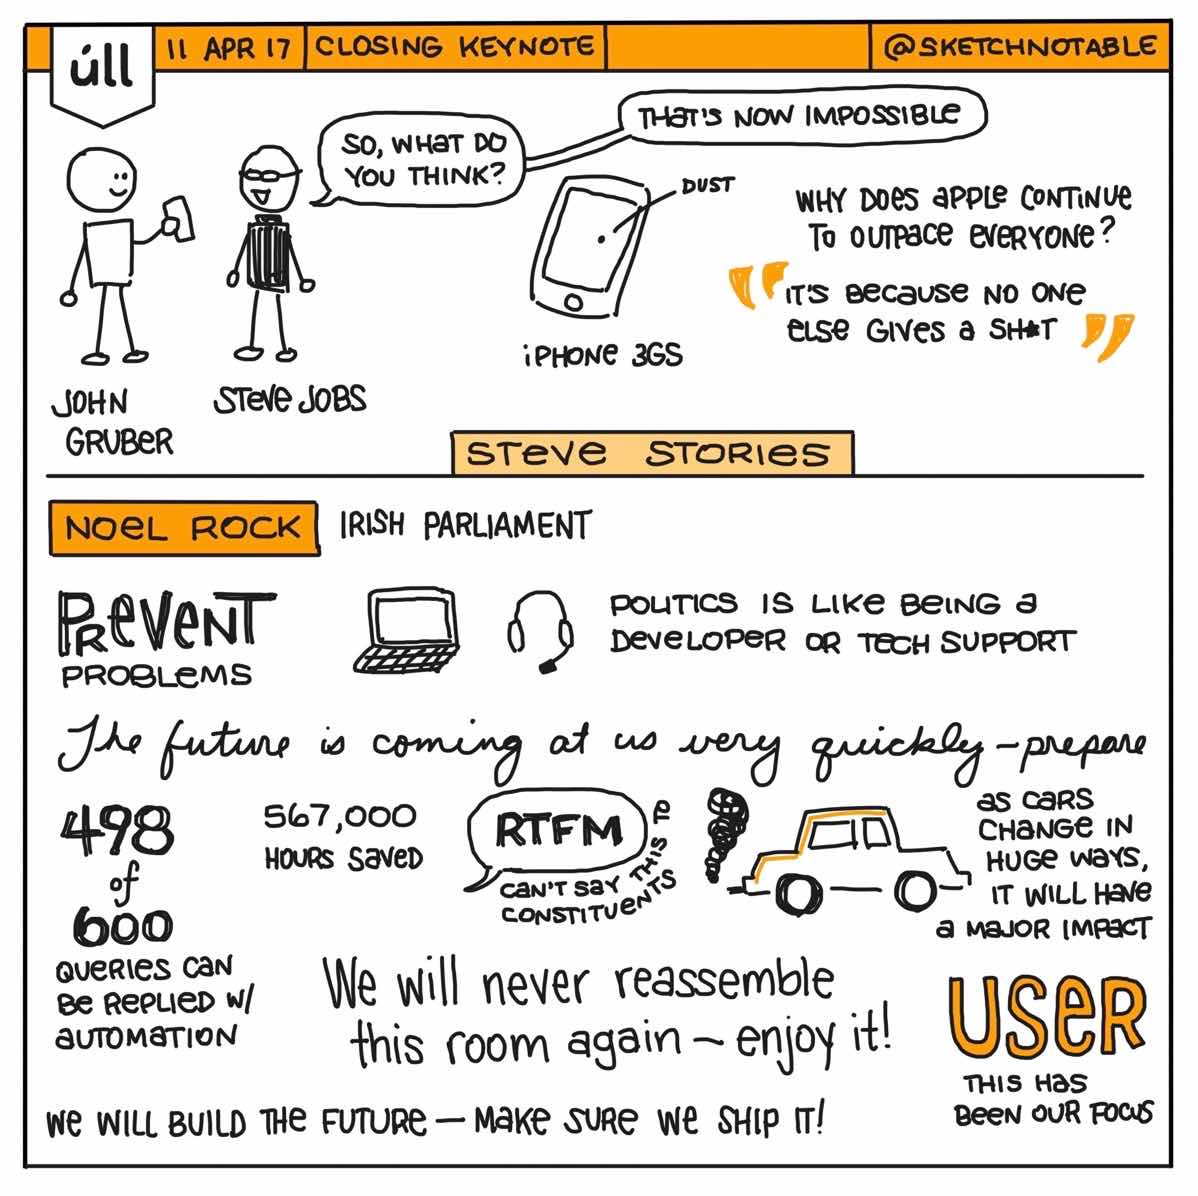 úll
11 APR 17
CLOSING KEYNOTE
@SKETCHNOTABLE
SO, WHAT DO
YOU THINK?
THAT'S NOW IMPOSSIBLE
DUST
iPHONE 3GS
JOHN
GRUBER
STEVE JOBS
WHY DOES APPLE CONTINUE
TO OUTPACE EVERYONE?
"IT'S BECAUSE NO ONE
ELSE GIVES A SH*T"
STEVE STORIES
NOEL ROCK
IRISH PARLIAMENT
PREVENT
PROBLEMS
POLITICS IS LIKE BEING A
DEVELOPER OR TECH SUPPORT
The future is coming at us very quickly – prepare
498
of
600
QUERIES CAN
BE REPLIED W/
AUTOMATION
567,000
HOURS SAVED
RTFM
CAN'T SAY THIS TO
CONSTITUENTS
AS CARS
CHANGE IN
HUGE WAYS,
IT WILL HAVE
A MAJOR IMPACT
We will never reassemble
this room again ~ enjoy it!
USER
THIS HAS
BEEN OUR FOCUS
WE WILL BUILD THE FUTURE – MAKE SURE WE SHIP IT!